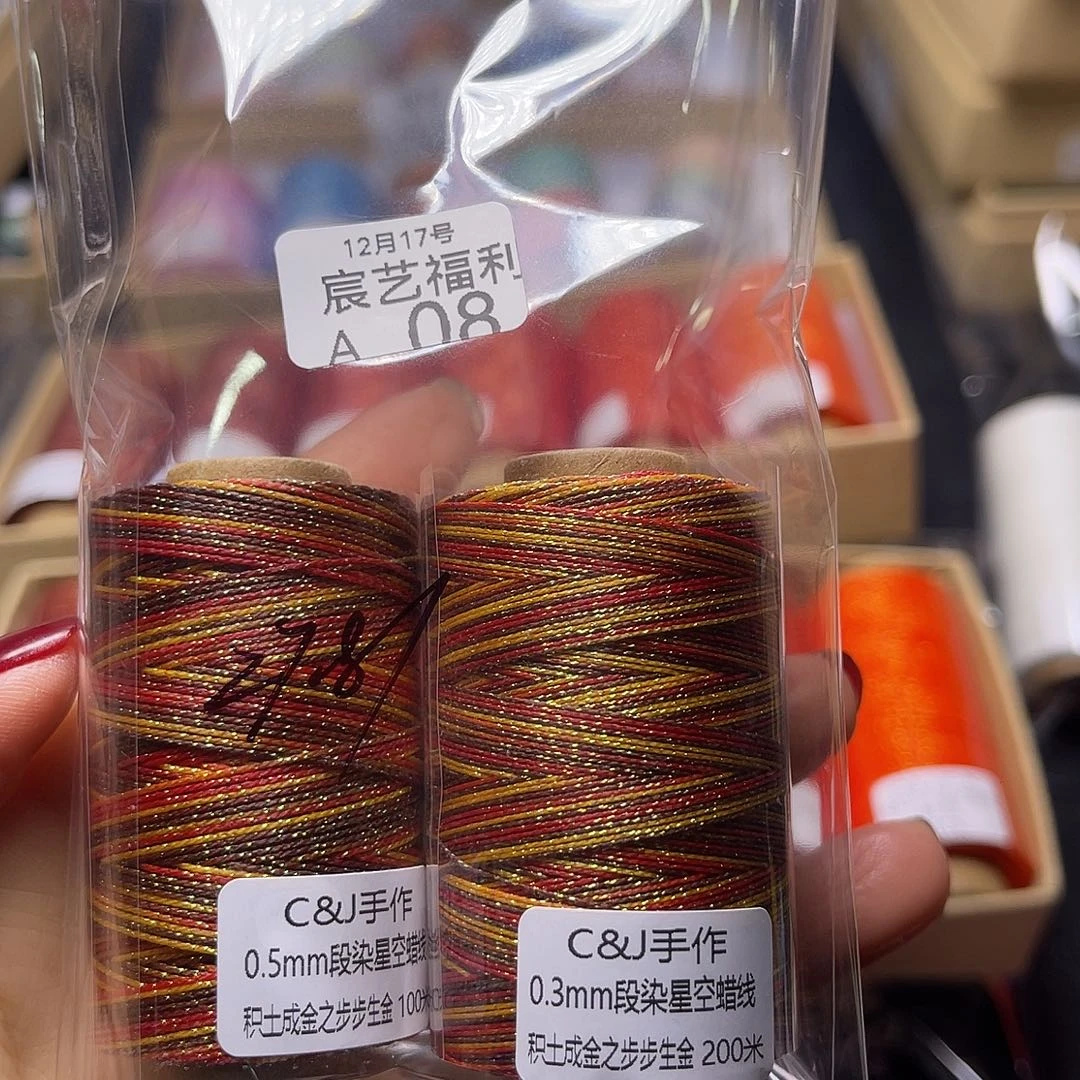 12月17号
宸艺福利
A 08
C&J手作
0.5mm段染星空蜡线
积土成金之步步生金 100米
C&J手作
0.3mm段染星空蜡线
积土成金之步步生金 200米